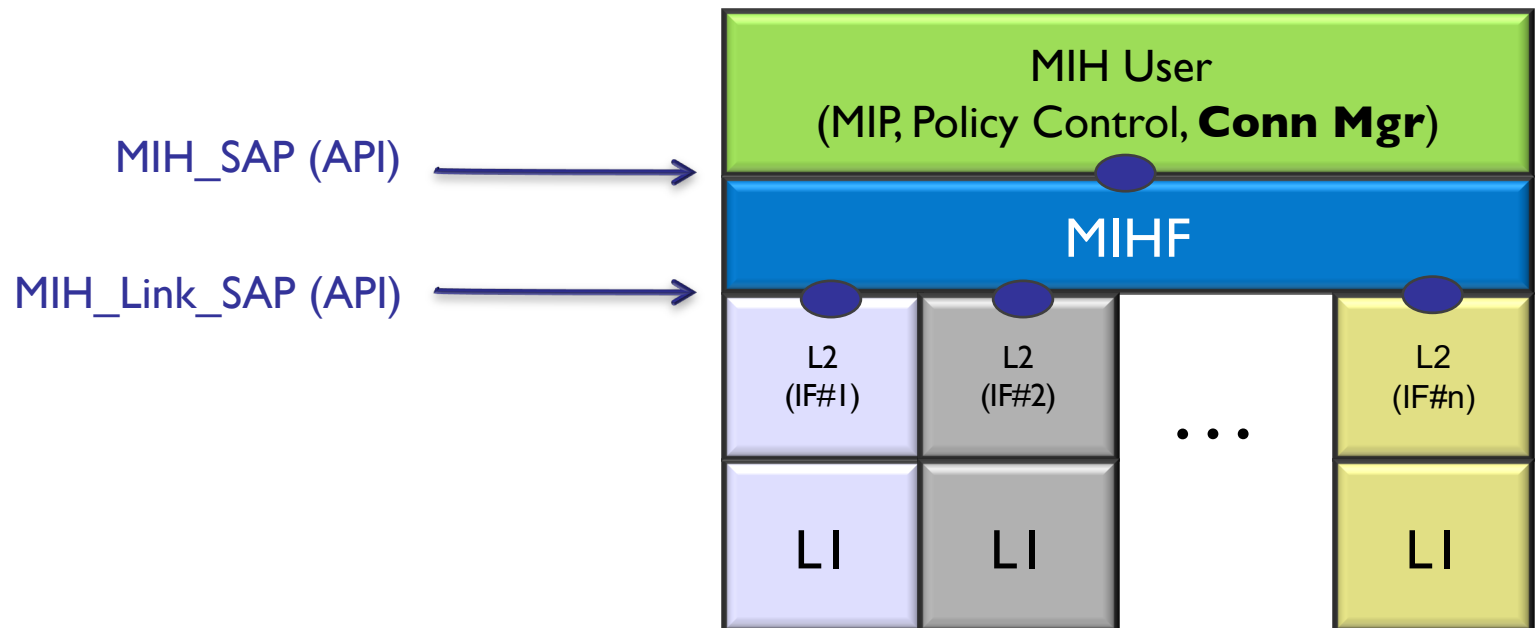 MIH User
(MIP, Policy Control, Conn Mgr)
MIH_SAP (API)
MIHF
MIH_Link_SAP (API)
L2
(IF#1)
L2
(IF#2)
...
L2
(IF#n)
L1
L1
L1